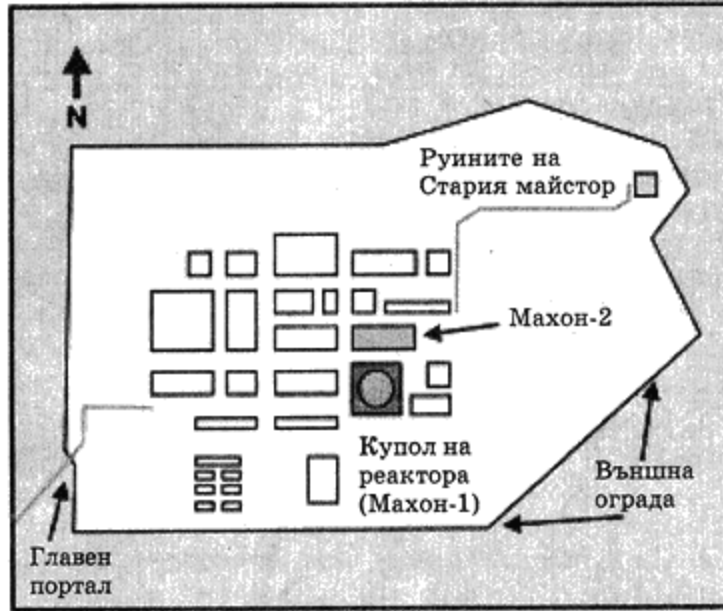 N
Руините на
Стария майстор
Махон-2
Купол на
реактора
(Махон-1)
Външна
ограда
Главен
портал